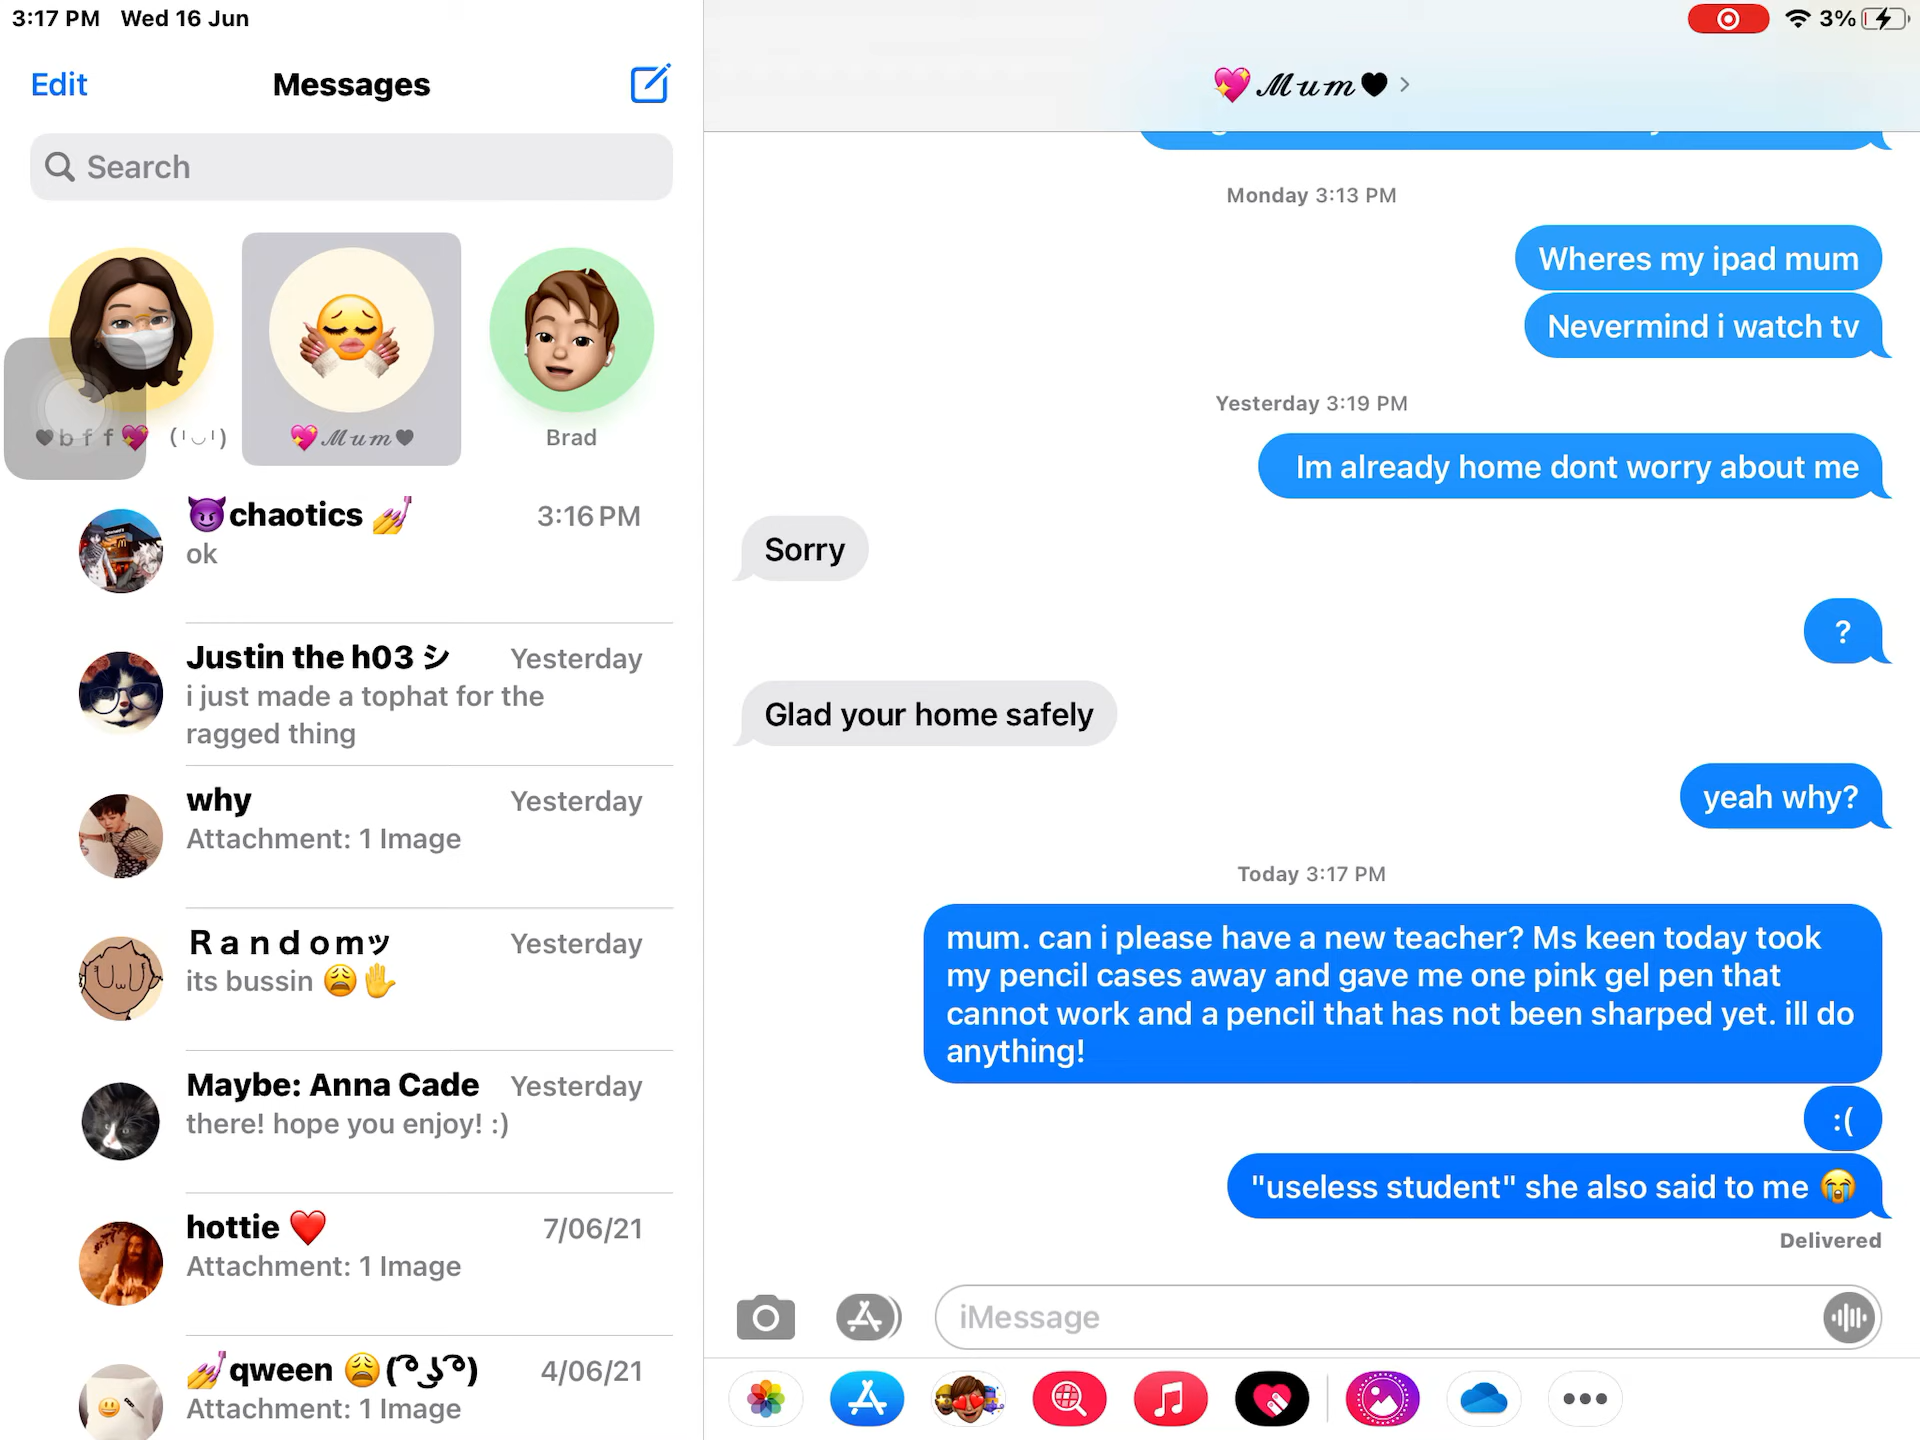 3:17 PM Wed 16 Jun
3%
Edit
Messages
Search
🖤b f f💖 (╵◡╵)
💖𝓜𝓾𝓶🖤
Brad
😈chaotics 💅
3:16 PM
ok
Justin the h03 シ
Yesterday
i just made a tophat for the
ragged thing
why
Yesterday
Attachment: 1 Image
Ｒａｎｄｏｍッ
Yesterday
its bussin 😩✋
Maybe: Anna Cade
Yesterday
there! hope you enjoy! :)
hottie ❤️
7/06/21
Attachment: 1 Image
💅qween 😩( ͡° ͜ʖ ͡°)
4/06/21
Attachment: 1 Image
💖𝓜𝓾𝓶🖤 >
Monday 3:13 PM
Wheres my ipad mum
Nevermind i watch tv
Yesterday 3:19 PM
Im already home dont worry about me
Sorry
?
Glad your home safely
yeah why?
Today 3:17 PM
mum. can i please have a new teacher? Ms keen today took
my pencil cases away and gave me one pink gel pen that
cannot work and a pencil that has not been sharped yet. ill do
anything!
:(
"useless student" she also said to me 😭
Delivered
iMessage